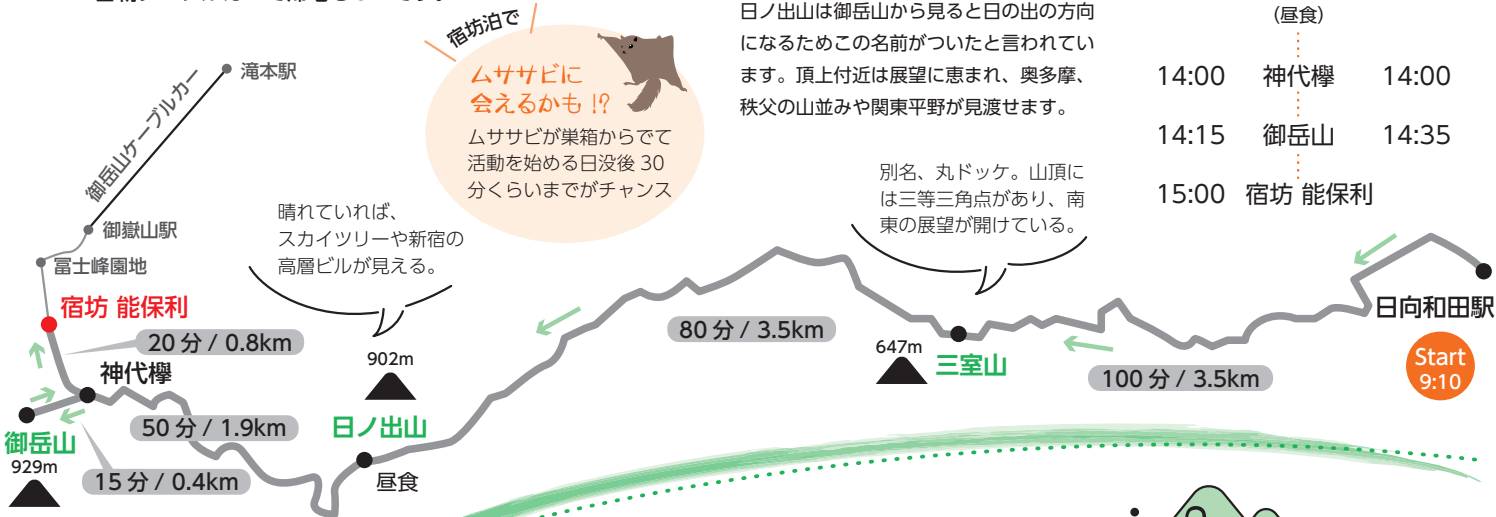 宿坊泊で
ムササビに
会えるかも !?
ムササビが巣箱からでて
活動を始める日没後 30
分くらいまでがチャンス
日ノ出山は御岳山から見ると日の出の方向
になるためこの名前がついたと言われてい
ます。頂上付近は展望に恵まれ、奥多摩、
秩父の山並みや関東平野が見渡せます。
(昼食)
14:00 神代欅 14:00
14:15 御岳山 14:35
15:00 宿坊 能保利
滝本駅
御岳山ケーブルカー
御嶽山駅
冨士峰園地
宿坊 能保利
20 分 / 0.8km
神代欅
御岳山
929m
15 分 / 0.4km
50 分 / 1.9km
晴れていれば、
スカイツリーや新宿の
高層ビルが見える。
902m
日ノ出山
昼食
80 分 / 3.5km
別名、丸ドッケ。山頂に
は三等三角点があり、南
東の展望が開けている。
647m
三室山
100 分 / 3.5km
日向和田駅
Start
9:10